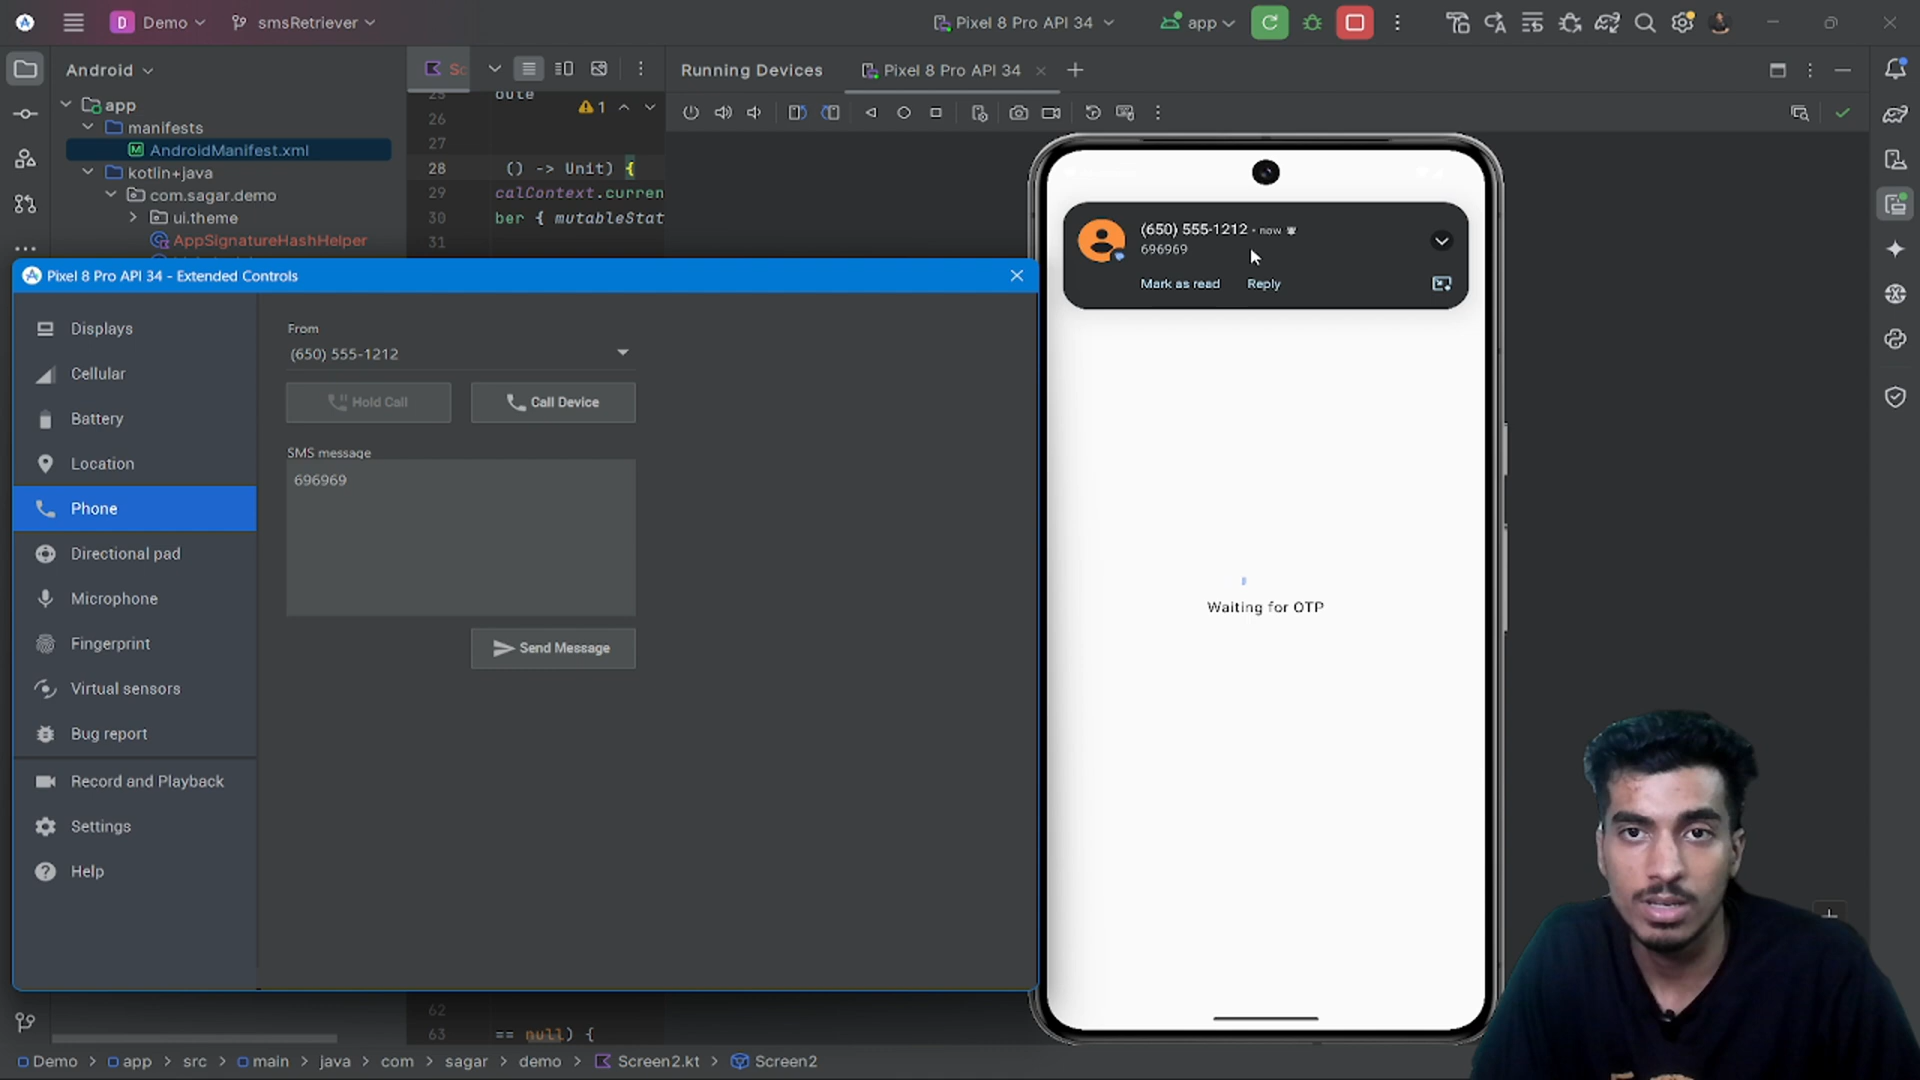 D Demo
smsRetriever
Pixel 8 Pro API 34
app
Android
Sc
Running Devices
Pixel 8 Pro API 34
app
manifests
AndroidManifest.xml
kotlin+java
com.sagar.demo
ui.theme
AppSignatureHashHelper
25
oute
1
26
27
28 () -> Unit) {
29 calContext.curren
30 ber { mutableStat
31
Pixel 8 Pro API 34 - Extended Controls
Displays
Cellular
Battery
Location
Phone
Directional pad
Microphone
Fingerprint
Virtual sensors
Bug report
Record and Playback
Settings
Help
From
(650) 555-1212
Hold Call
Call Device
SMS message
696969
Send Message
(650) 555-1212 • now
696969
Mark as read
Reply
Waiting for OTP
62
63 == null) {
Demo > app > src > main > java > com > sagar > demo > Screen2.kt > Screen2